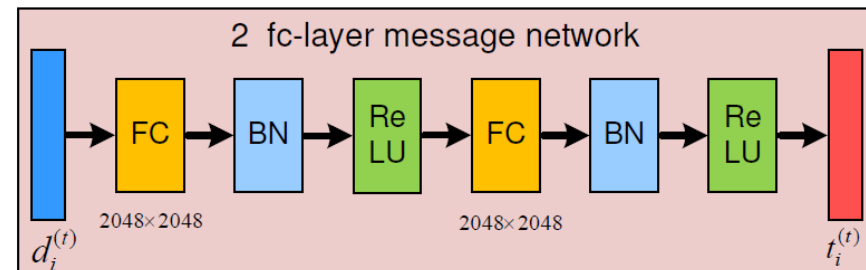 2 fc-layer message network
FC
BN
Re
LU
FC
BN
Re
LU
2048×2048
2048×2048
d_i^{(t)}
t_i^{(t)}